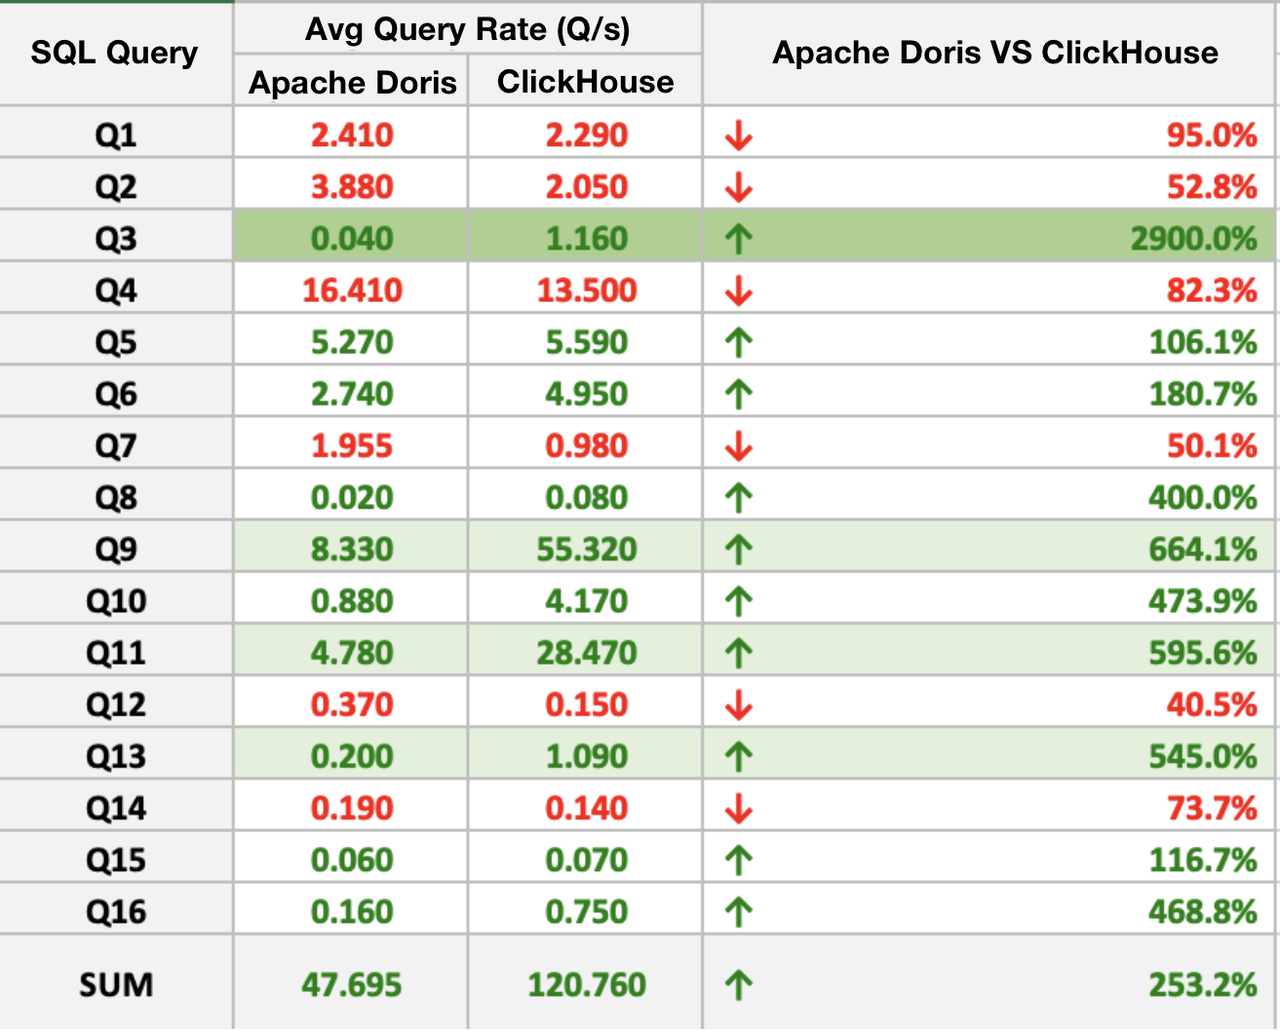 SQL Query Avg Query Rate (Q/s) Apache Doris VS ClickHouse
Apache Doris ClickHouse
Q1 2.410 2.290 ↓ 95.0%
Q2 3.880 2.050 ↓ 52.8%
Q3 0.040 1.160 ↑ 2900.0%
Q4 16.410 13.500 ↓ 82.3%
Q5 5.270 5.590 ↑ 106.1%
Q6 2.740 4.950 ↑ 180.7%
Q7 1.955 0.980 ↓ 50.1%
Q8 0.020 0.080 ↑ 400.0%
Q9 8.330 55.320 ↑ 664.1%
Q10 0.880 4.170 ↑ 473.9%
Q11 4.780 28.470 ↑ 595.6%
Q12 0.370 0.150 ↓ 40.5%
Q13 0.200 1.090 ↑ 545.0%
Q14 0.190 0.140 ↓ 73.7%
Q15 0.060 0.070 ↑ 116.7%
Q16 0.160 0.750 ↑ 468.8%
SUM 47.695 120.760 ↑ 253.2%